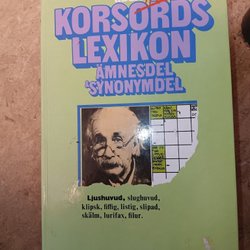 KORSORDS
LEXIKON
ÄMNESDEL
& SYNONYMDEL
Ljushuvud, slughuvud,
klipsk, fiffig, listig, slipad,
skälm, lurifax, filur.